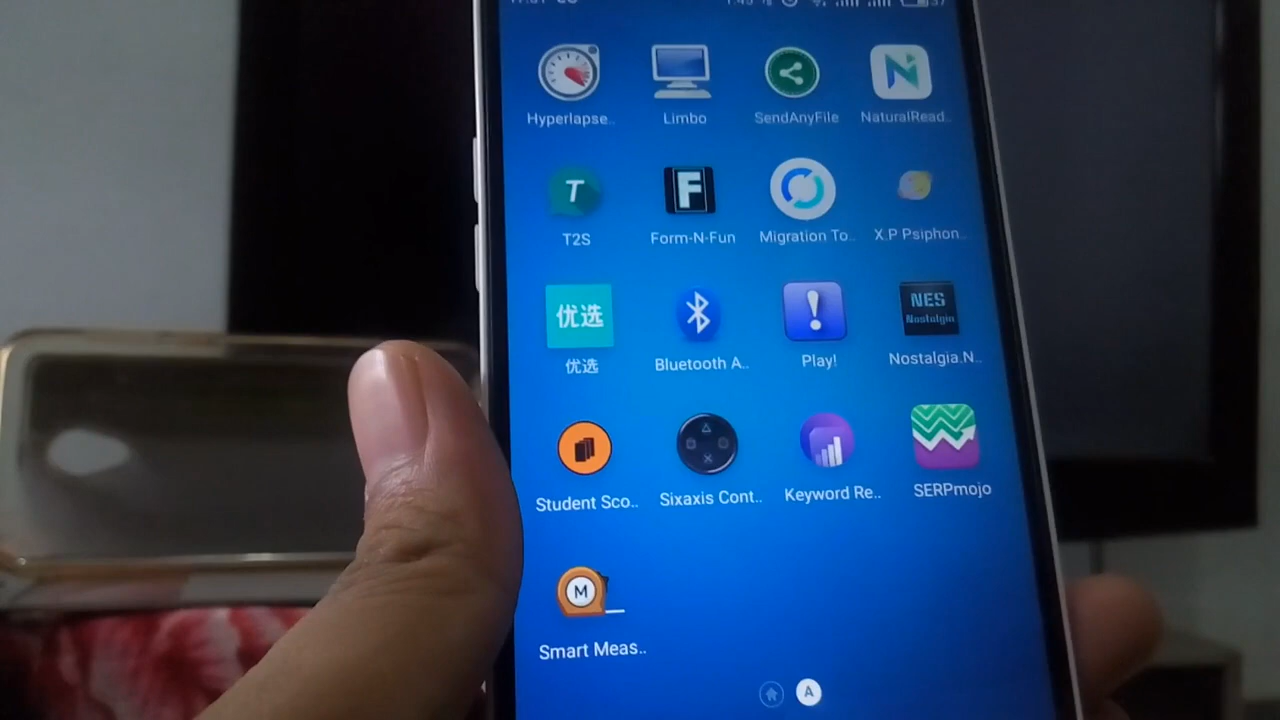 Hyperlapse..
Limbo
SendAnyFile
NaturalRead..
T
F
T2S
Form-N-Fun
Migration To..
X.P Psiphon..
优选
NES
Nostalgia
优选
Bluetooth A..
Play!
Nostalgia.N..
Student Sco..
Sixaxis Cont..
Keyword Re..
SERPmojo
M
Smart Meas..
A